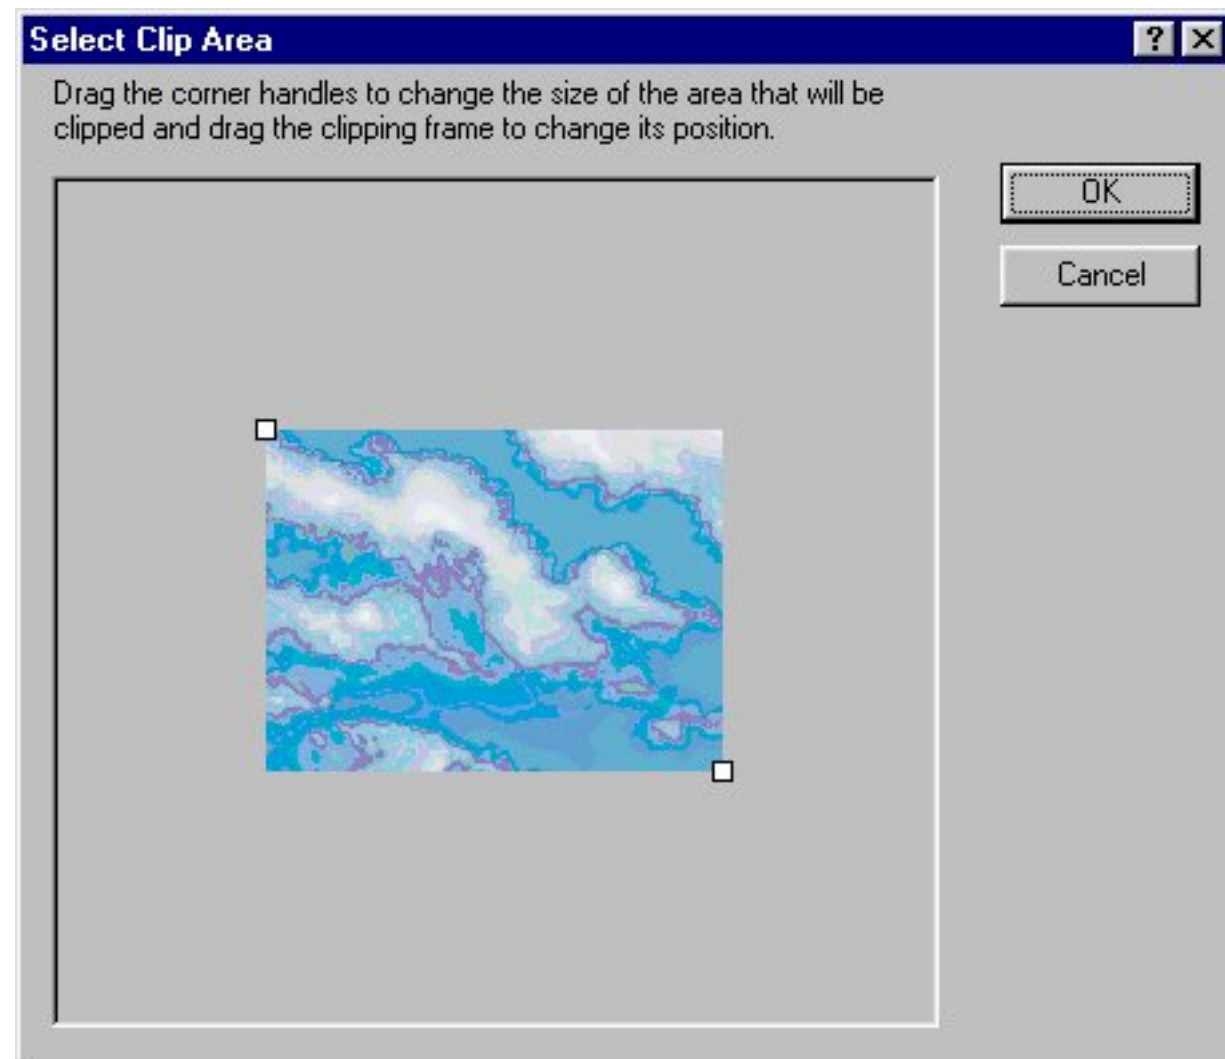 Select Clip Area
Drag the corner handles to change the size of the area that will be
clipped and drag the clipping frame to change its position.
OK
Cancel